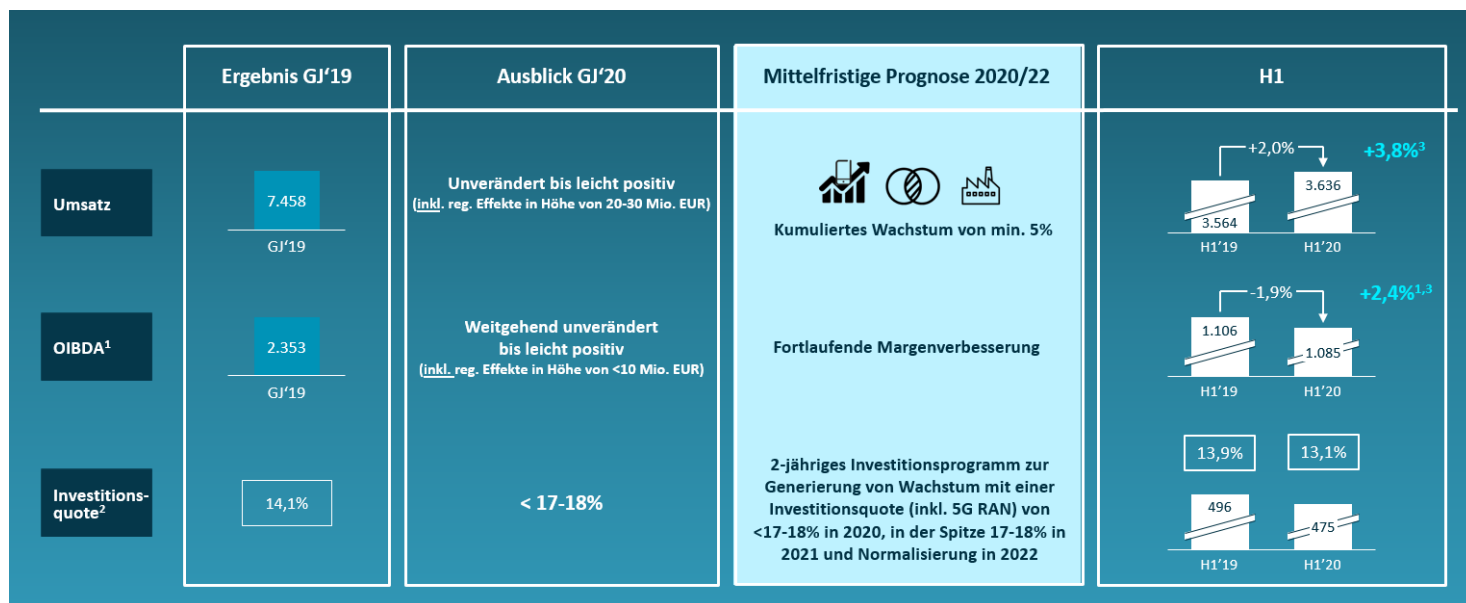 Ergebnis GJ‘19
Ausblick GJ‘20
Mittelfristige Prognose 2020/22
H1
Umsatz
7.458
GJ‘19
Unverändert bis leicht positiv
(inkl. reg. Effekte in Höhe von 20-30 Mio. EUR)
Kumuliertes Wachstum von min. 5%
+2,0%
+3,8%³
3.564
3.636
H1’19
H1’20
OIBDA¹
2.353
GJ‘19
Weitgehend unverändert
bis leicht positiv
(inkl. reg. Effekte in Höhe von <10 Mio. EUR)
Fortlaufende Margenverbesserung
-1,9%
+2,4%¹,³
1.106
1.085
H1’19
H1’20
Investitions-
quote²
14,1%
< 17-18%
2-jähriges Investitionsprogramm zur
Generierung von Wachstum mit einer
Investitionsquote (inkl. 5G RAN) von
<17-18% in 2020, in der Spitze 17-18% in
2021 und Normalisierung in 2022
13,9%
13,1%
496
475
H1’19
H1’20